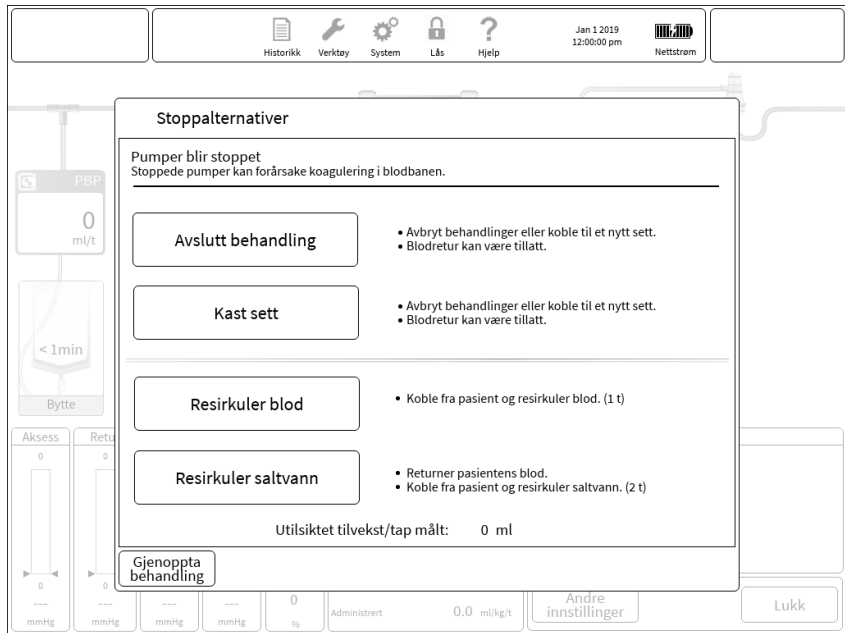 Historikk
Verktøy
System
Lås
Hjelp
Jan 1 2019
12:00:00 pm
Nettstrøm
Stoppalternativer
Pumper blir stoppet
Stoppede pumper kan forårsake koagulering i blodbanen.
PBP
0
ml/t
Avslutt behandling
• Avbryt behandlinger eller koble til et nytt sett.
• Blodretur kan være tillatt.
Kast sett
• Avbryt behandlinger eller koble til et nytt sett.
• Blodretur kan være tillatt.
< 1min
Bytte
Resirkuler blod
• Koble fra pasient og resirkuler blod. (1 t)
Resirkuler saltvann
• Returner pasientens blod.
• Koble fra pasient og resirkuler saltvann. (2 t)
Utilsiktet tilvekst/tap målt: 0 ml
Gjenoppta
behandling
Aksess
0
0
---
mmHg
Retu
0
0
---
mmHg
---
mmHg
---
mmHg
0
%
Administrert 0.0 ml/kg/t
Andre
innstillinger
Lukk